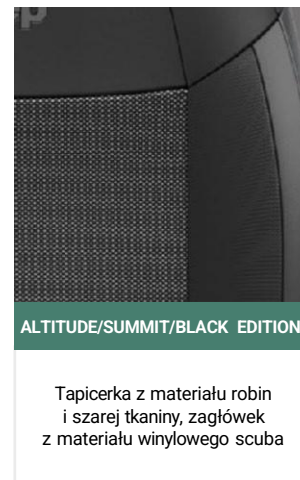 ALTITUDE/SUMMIT/BLACK EDITION
Tapicerka z materiału robin
i szarej tkaniny, zagłówek
z materiału winylowego scuba